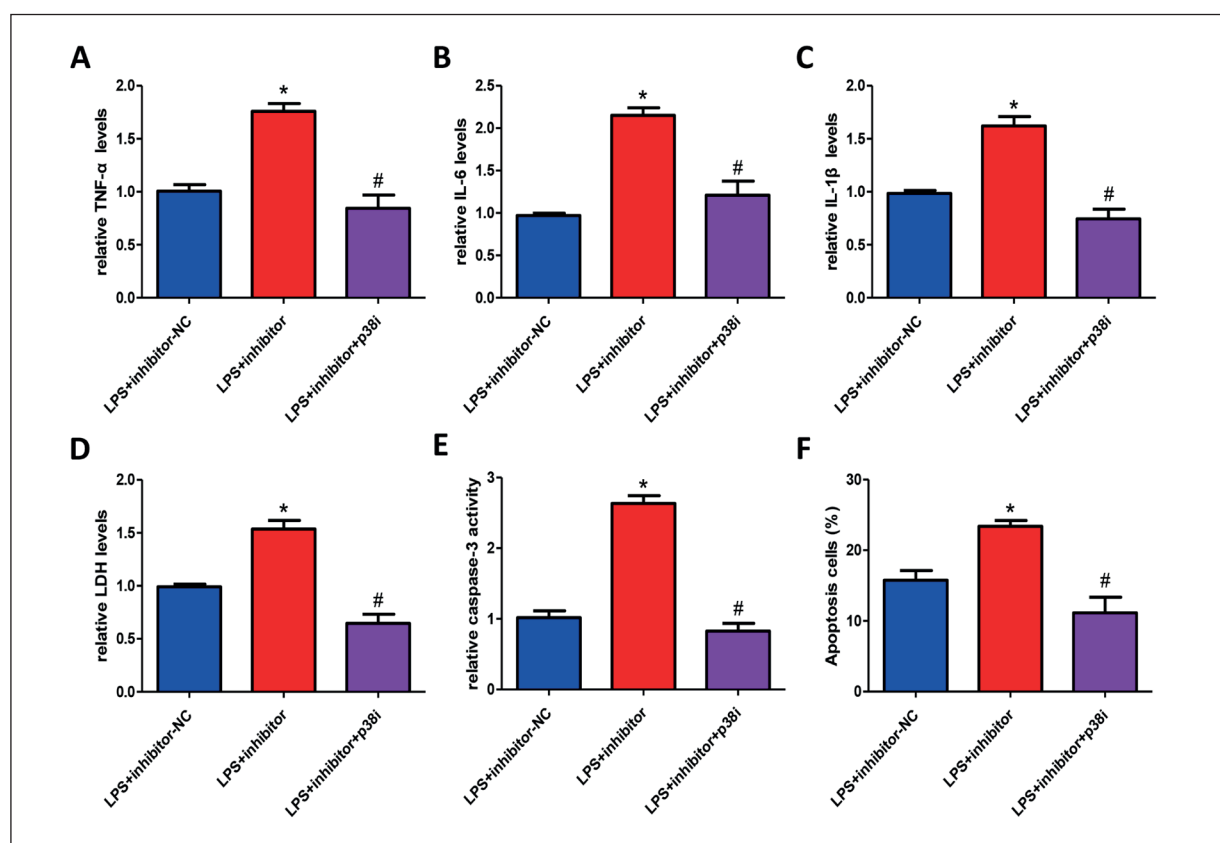 A
relative TNF-α levels
2.0
1.5
1.0
0.5
0.0
*
#
LPS+inhibitor-NC
LPS+inhibitor
LPS+inhibitor+p38i
B
relative IL-6 levels
2.5
2.0
1.5
1.0
0.5
0.0
*
#
LPS+inhibitor-NC
LPS+inhibitor
LPS+inhibitor+p38i
C
relative IL-1β levels
2.0
1.5
1.0
0.5
0.0
*
#
LPS+inhibitor-NC
LPS+inhibitor
LPS+inhibitor+p38i
D
relative LDH levels
2.0
1.5
1.0
0.5
0.0
*
#
LPS+inhibitor-NC
LPS+inhibitor
LPS+inhibitor+p38i
E
relative caspase-3 activity
3
2
1
0
*
#
LPS+inhibitor-NC
LPS+inhibitor
LPS+inhibitor+p38i
F
Apoptosis cells (%)
30
20
10
0
*
#
LPS+inhibitor-NC
LPS+inhibitor
LPS+inhibitor+p38i